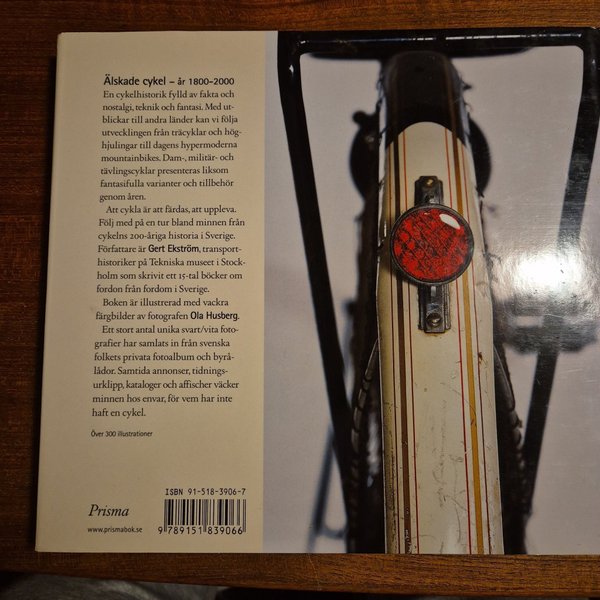 Älskade cykel – år 1800–2000
En cykelhistorik fylld av fakta och
nostalgi, teknik och fantasi. Med ut-
blickar till andra länder kan vi följa
utvecklingen från träcyklar och hög-
hjulingar till dagens hypermoderna
mountainbikes. Dam-, militär- och
tävlingscyklar presenteras liksom
fantasifulla varianter och tillbehör
genom åren.
Att cykla är att färdas, att uppleva.
Följ med på en tur bland minnen från
cykelns 200-åriga historia i Sverige.
Författare är Gert Ekström, transport-
historiker på Tekniska museet i Stock-
holm som skrivit ett 15-tal böcker om
fordon från fordom i Sverige.
Boken är illustrerad med vackra
färgbilder av fotografen Ola Husberg.
Ett stort antal unika svart/vita foto-
grafier har samlats in från svenska
folkets privata fotoalbum och byrå-
lådor. Samtida annonser, tidnings-
urklipp, kataloger och affischer väcker
minnen hos envar, för vem har inte
haft en cykel.
Över 300 illustrationer
Prisma
www.prismabok.se
ISBN 91-518-3906-7
9 789151 839066